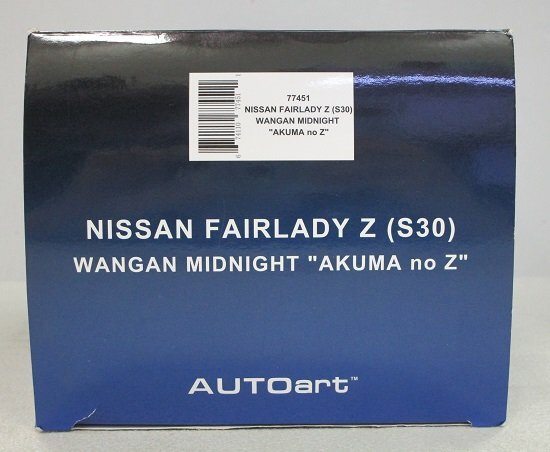 77451
NISSAN FAIRLADY Z (S30)
WANGAN MIDNIGHT
"AKUMA no Z"
NISSAN FAIRLADY Z (S30)
WANGAN MIDNIGHT "AKUMA no Z"
AUTOart™